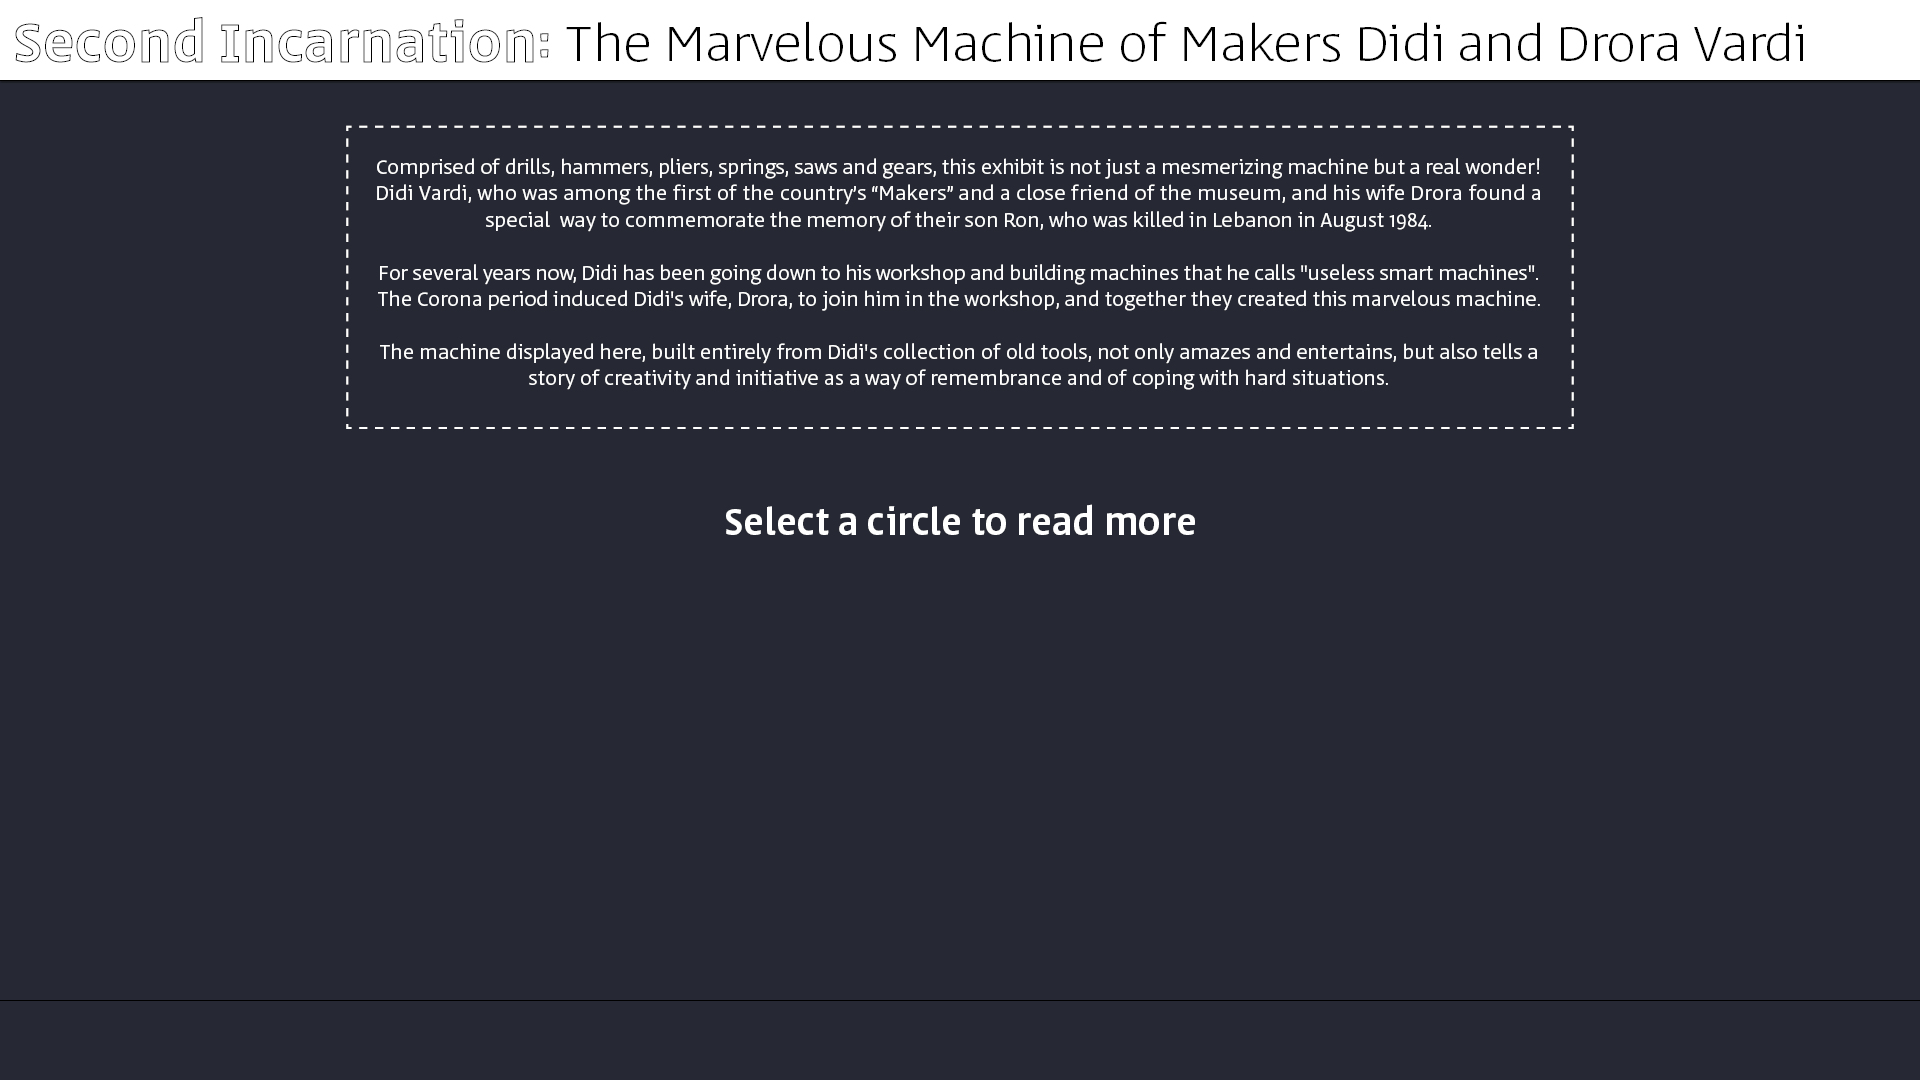 Second Incarnation: The Marvelous Machine of Makers Didi and Drora Vardi
Comprised of drills, hammers, pliers, springs, saws and gears, this exhibit is not just a mesmerizing machine but a real wonder!
Didi Vardi, who was among the first of the country's “Makers” and a close friend of the museum, and his wife Drora found a
special  way to commemorate the memory of their son Ron, who was killed in Lebanon in August 1984.
For several years now, Didi has been going down to his workshop and building machines that he calls "useless smart machines".
The Corona period induced Didi's wife, Drora, to join him in the workshop, and together they created this marvelous machine.
The machine displayed here, built entirely from Didi's collection of old tools, not only amazes and entertains, but also tells a
story of creativity and initiative as a way of remembrance and of coping with hard situations.
Select a circle to read more